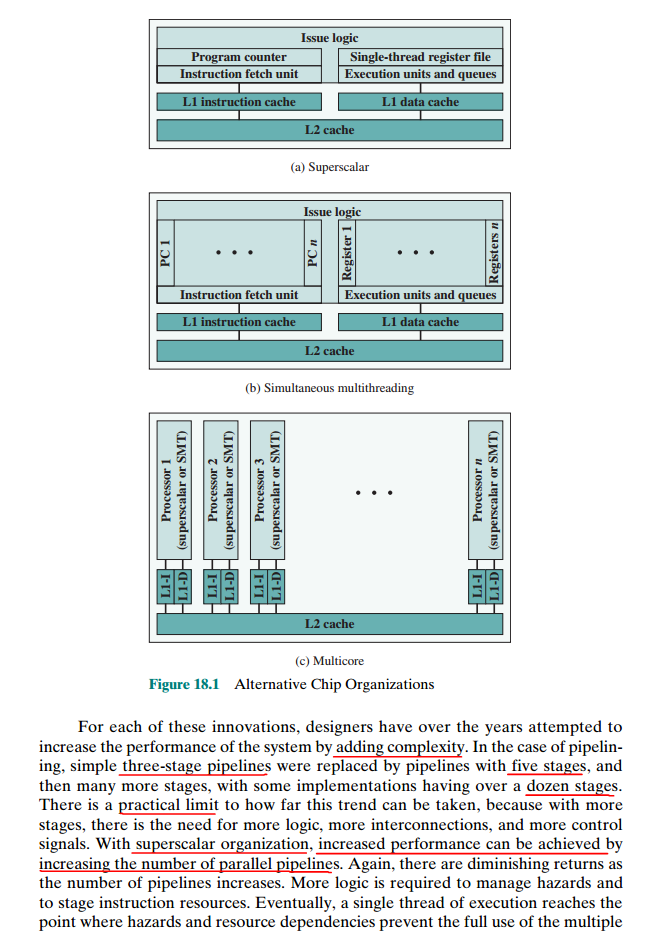 Issue logic
Program counter
Single-thread register file
Instruction fetch unit
Execution units and queues
L1 instruction cache
L1 data cache
L2 cache
(a) Superscalar
Issue logic
PC 1
• • •
PC n
Register 1
• • •
Registers n
Instruction fetch unit
Execution units and queues
L1 instruction cache
L1 data cache
L2 cache
(b) Simultaneous multithreading
Processor 1
(superscalar or SMT)
Processor 2
(superscalar or SMT)
Processor 3
(superscalar or SMT)
• • •
Processor n
(superscalar or SMT)
L1-I
L1-D
L1-I
L1-D
L1-I
L1-D
L1-I
L1-D
L2 cache
(c) Multicore
Figure 18.1 Alternative Chip Organizations
For each of these innovations, designers have over the years attempted to
increase the performance of the system by adding complexity. In the case of pipelin-
ing, simple three-stage pipelines were replaced by pipelines with five stages, and
then many more stages, with some implementations having over a dozen stages.
There is a practical limit to how far this trend can be taken, because with more
stages, there is the need for more logic, more interconnections, and more control
signals. With superscalar organization, increased performance can be achieved by
increasing the number of parallel pipelines. Again, there are diminishing returns as
the number of pipelines increases. More logic is required to manage hazards and
to stage instruction resources. Eventually, a single thread of execution reaches the
point where hazards and resource dependencies prevent the full use of the multiple